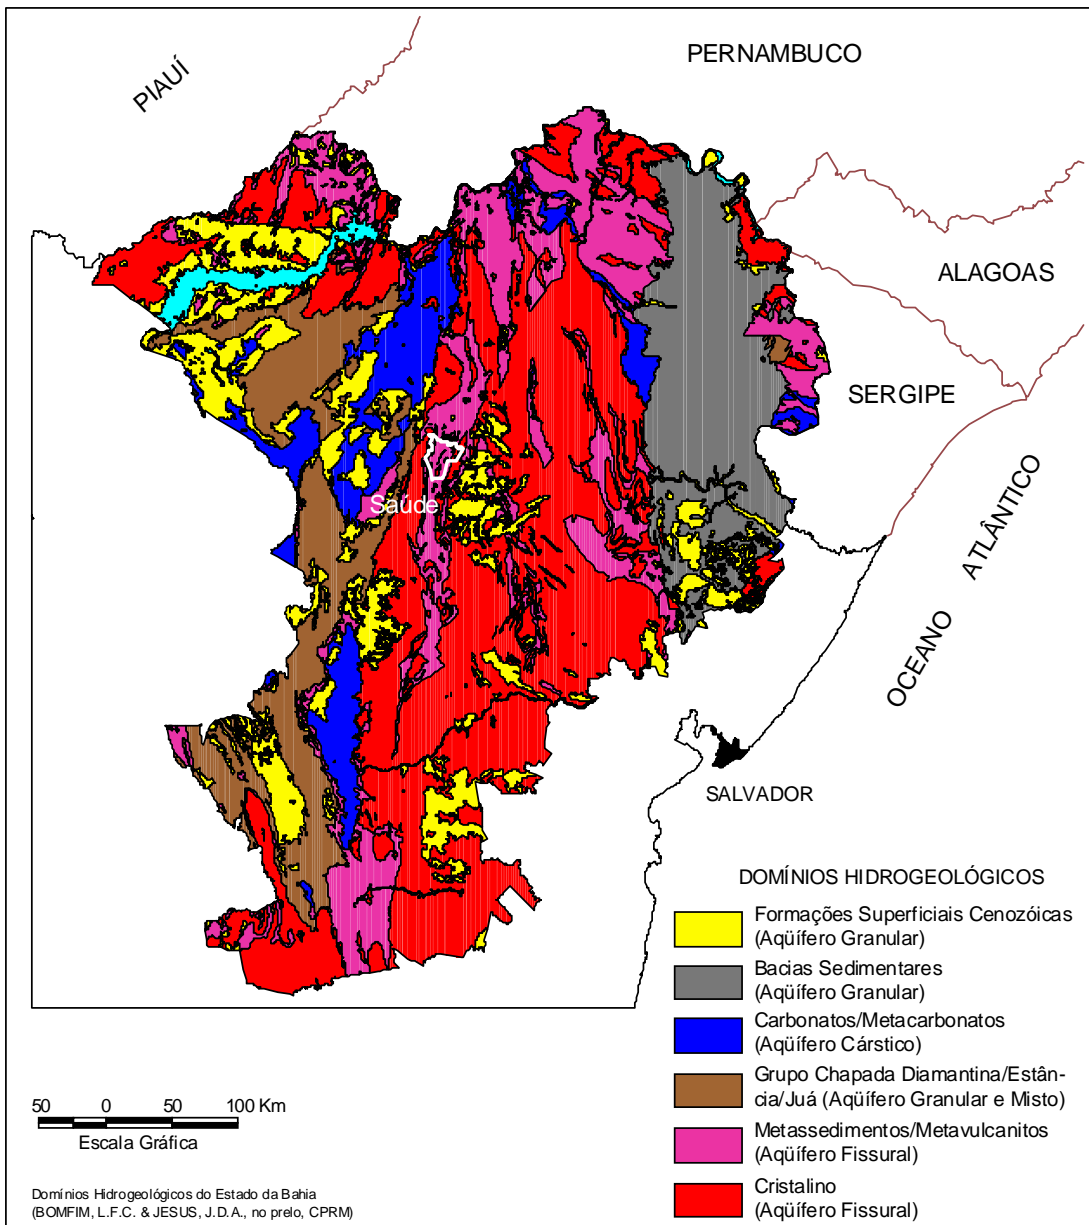 PIAUÍ
PERNAMBUCO
ALAGOAS
SERGIPE
OCEANO ATLÂNTICO
Saúde
SALVADOR
DOMÍNIOS HIDROGEOLÓGICOS
Formações Superficiais Cenozóicas
(Aqüífero Granular)
Bacias Sedimentares
(Aqüífero Granular)
Carbonatos/Metacarbonatos
(Aqüífero Cárstico)
Grupo Chapada Diamantina/Estân-
cia/Juá (Aqüífero Granular e Misto)
Metassedimentos/Metavulcanitos
(Aqüífero Fissural)
Cristalino
(Aqüífero Fissural)
50 0 50 100 Km
Escala Gráfica
Domínios Hidrogeológicos do Estado da Bahia
(BOMFIM, L.F.C. & JESUS, J.D.A., no prelo, CPRM)